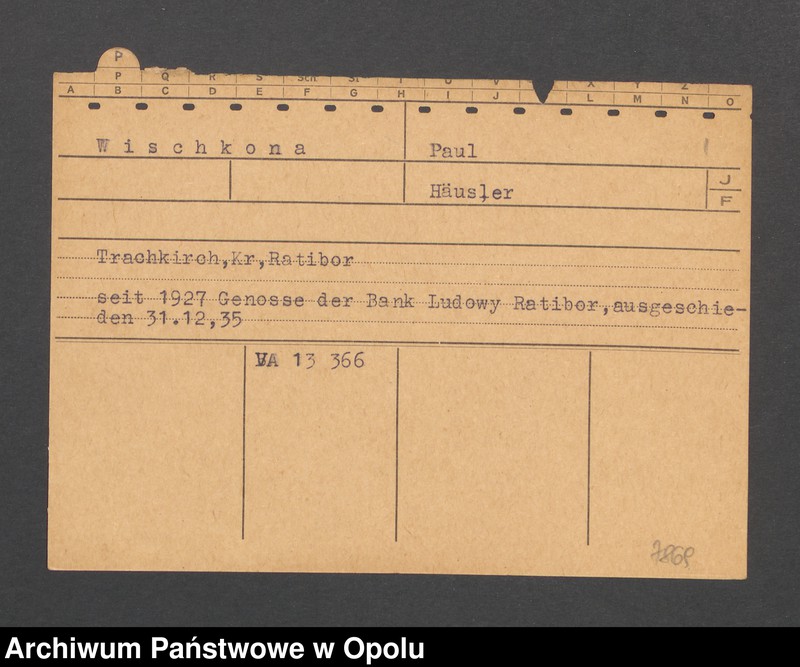 P
P Q R S Sch St T U V X Y Z
A B C D E F G H I J L M N O
Wischkona Paul
J
Häusler
F
Trachkirch,Kr,Ratibor
seit 1927 Genosse der Bank Ludowy Ratibor,ausgeschie-
den 31.12,35
VA 13 366
7869
Archiwum Państwowe w Opolu